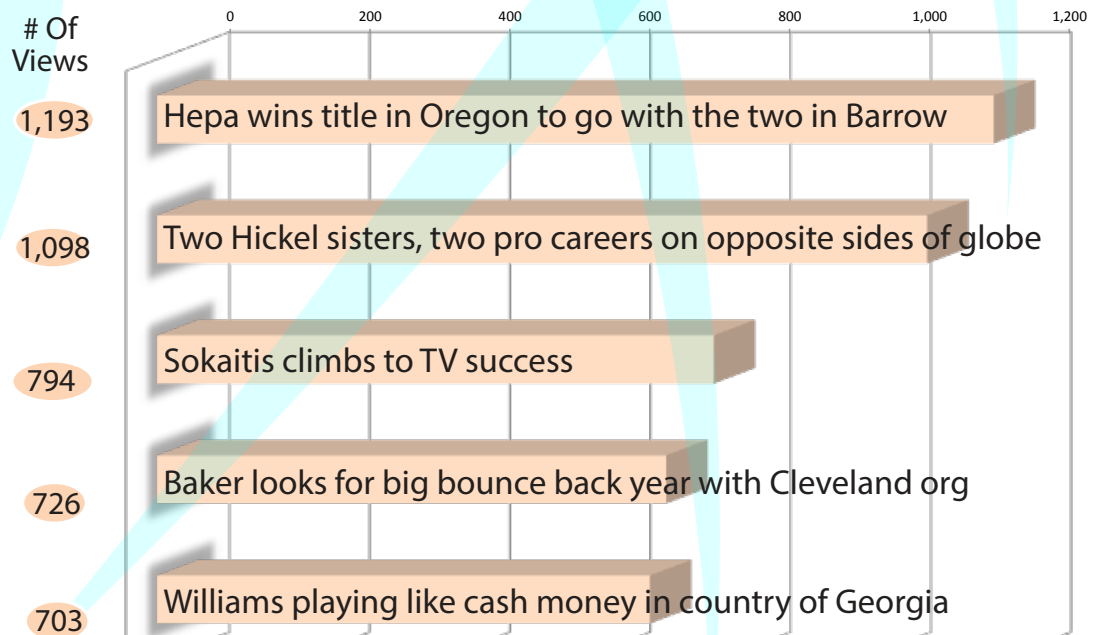 # Of
Views
0 200 400 600 800 1,000 1,200
1,193 Hepa wins title in Oregon to go with the two in Barrow
1,098 Two Hickel sisters, two pro careers on opposite sides of globe
794 Sokaitis climbs to TV success
726 Baker looks for big bounce back year with Cleveland org
703 Williams playing like cash money in country of Georgia